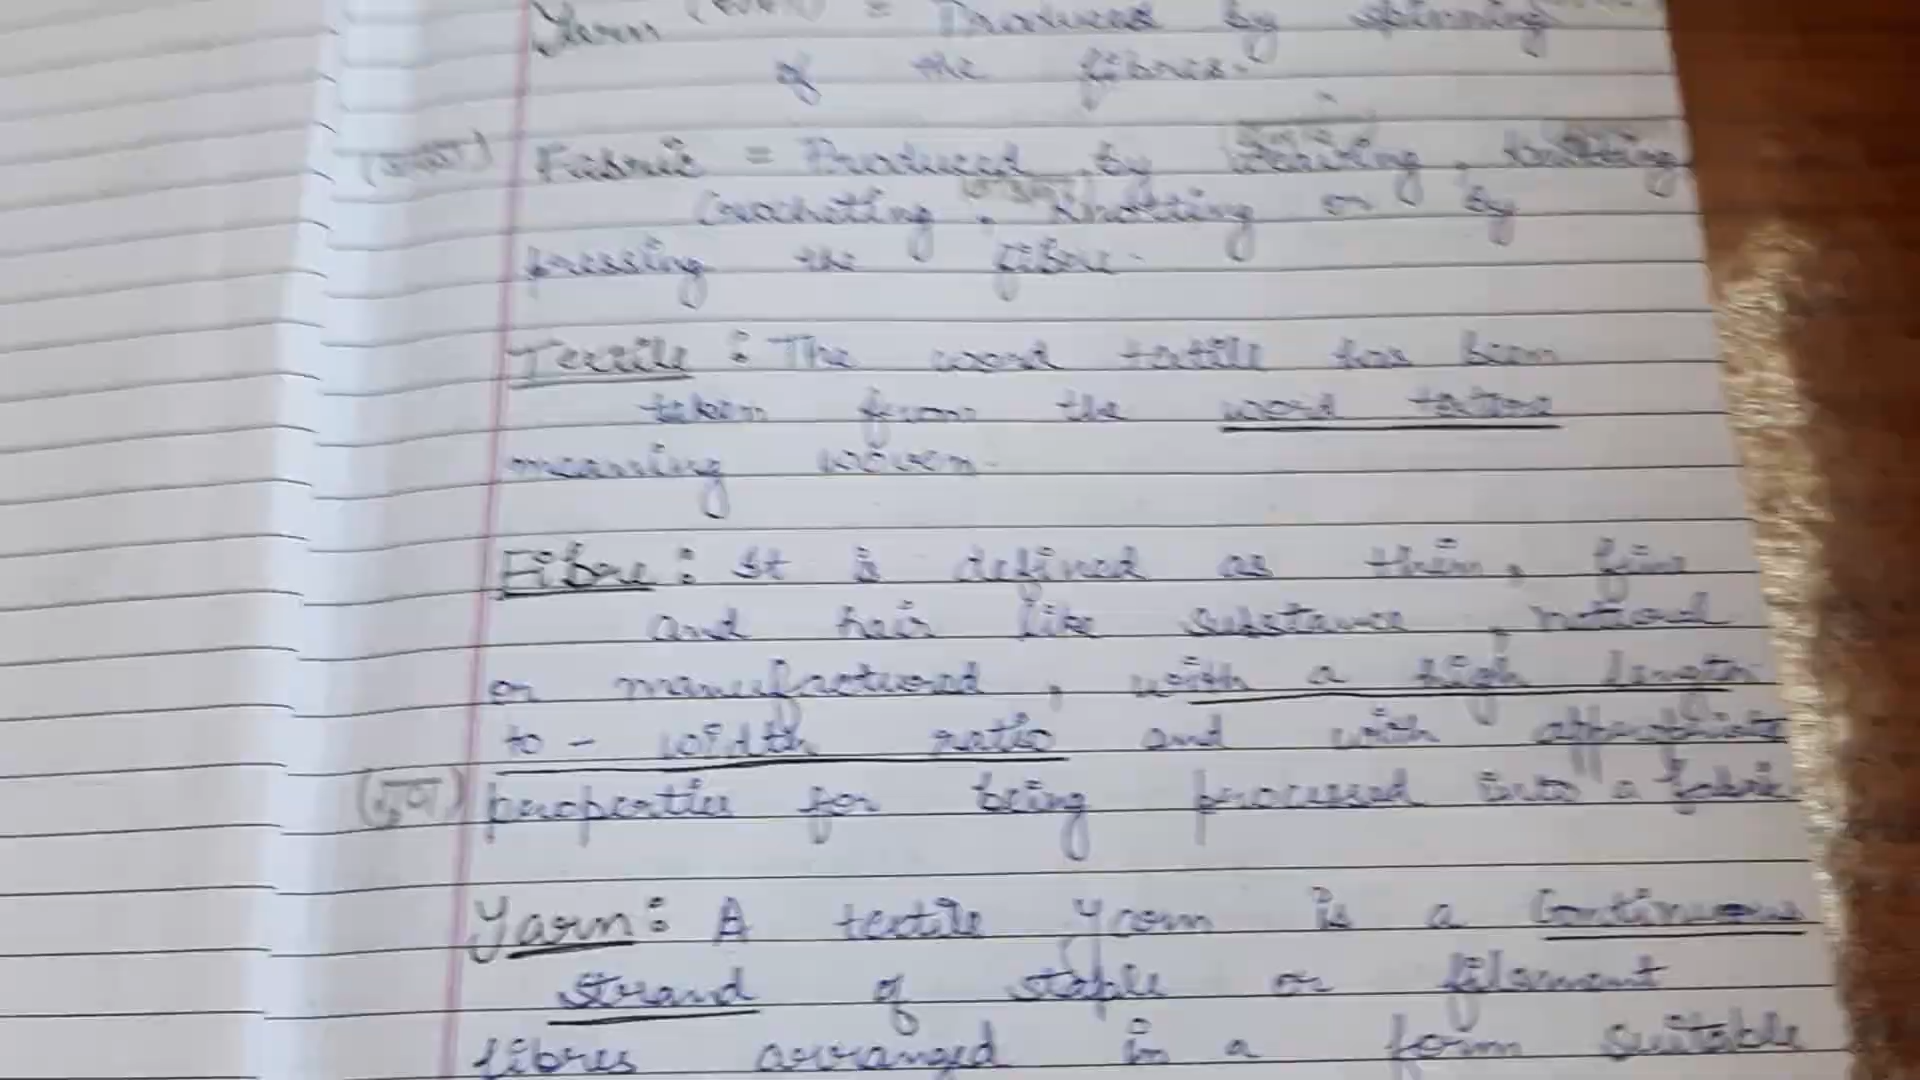 Yarn = Produced by spinning
of the fibres.
Fabric = Produced by weaving, knitting
Crocheting, knotting or by
pressing the fibre.
Textile : The word textile has been
taken from the word textere
meaning woven.
Fibre : It is defined as thin, fine
and hair like substance, natural
or manufactured, with a high length
to - width ratio and with appropriate
(गुण) properties for being processed into a fabric
Yarn : A textile yarn is a Continuous
strand of staple or filament
fibres arranged in a form suitable